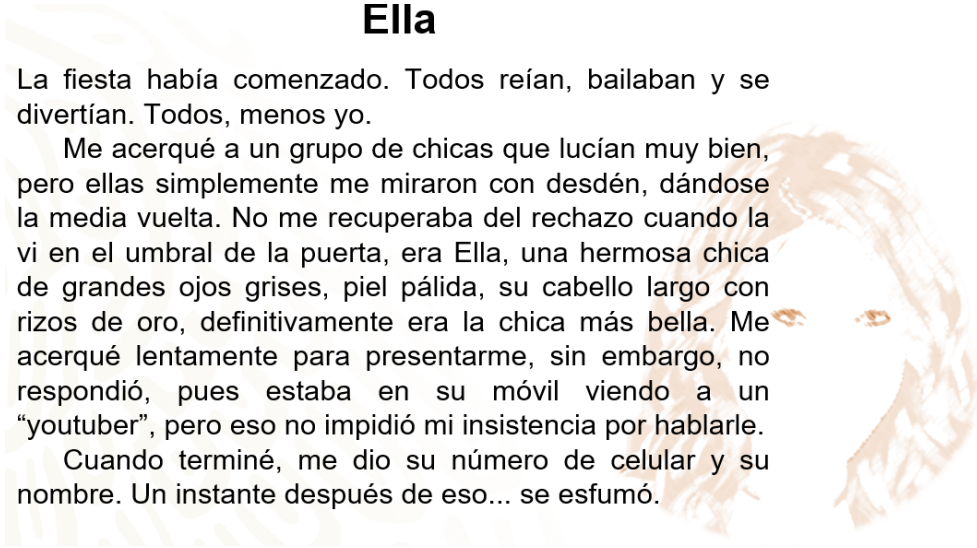 Ella
La fiesta había comenzado. Todos reían, bailaban y se
divertían. Todos, menos yo.
Me acerqué a un grupo de chicas que lucían muy bien,
pero ellas simplemente me miraron con desdén, dándose
la media vuelta. No me recuperaba del rechazo cuando la
vi en el umbral de la puerta, era Ella, una hermosa chica
de grandes ojos grises, piel pálida, su cabello largo con
rizos de oro, definitivamente era la chica más bella. Me
acerqué lentamente para presentarme, sin embargo, no
respondió, pues estaba en su móvil viendo a un
“youtuber”, pero eso no impidió mi insistencia por hablarle.
Cuando terminé, me dio su número de celular y su
nombre. Un instante después de eso... se esfumó.